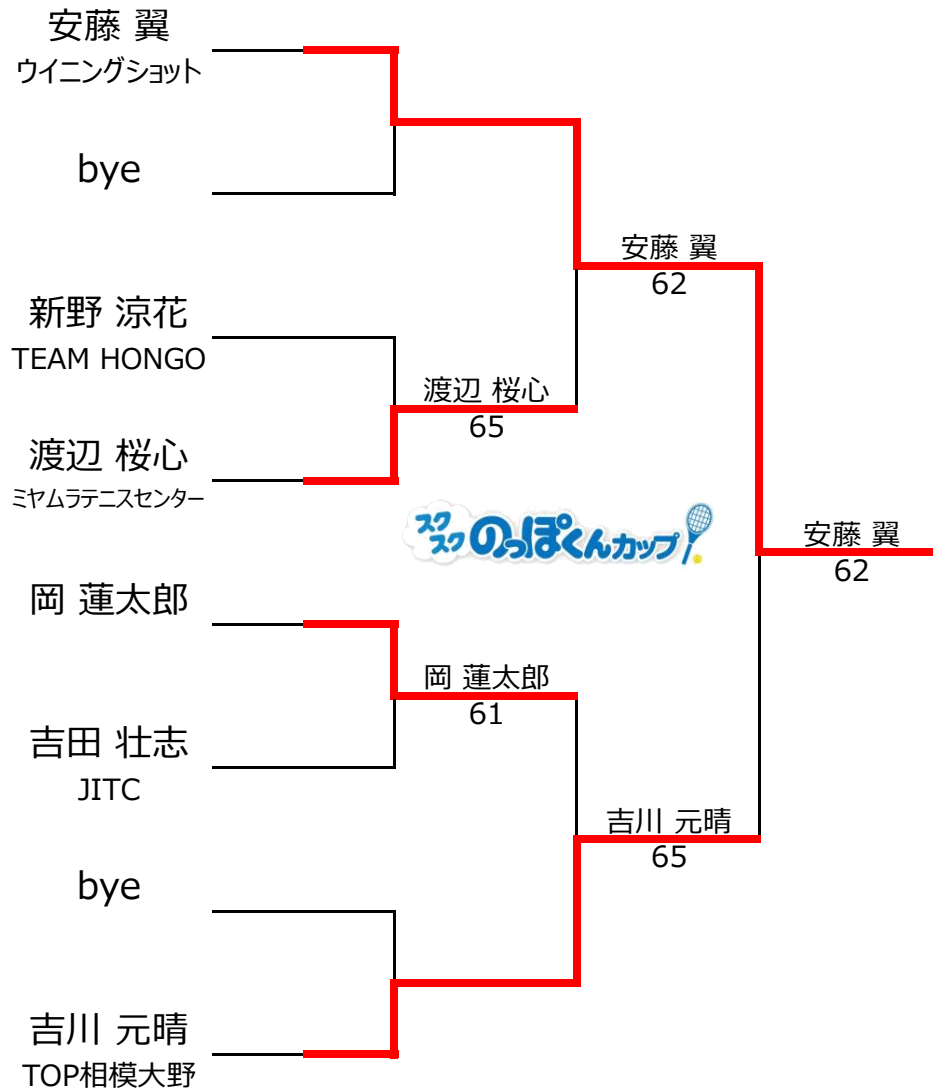 安藤 翼
ウイニングショット
bye
安藤 翼
62
新野 涼花
TEAM HONGO
渡辺 桜心
65
渡辺 桜心
ミヤムラテニスセンター
スクスクのっぽくんカップ
安藤 翼
62
岡 蓮太郎
岡 蓮太郎
61
吉田 壮志
JITC
吉川 元晴
65
bye
吉川 元晴
TOP相模大野